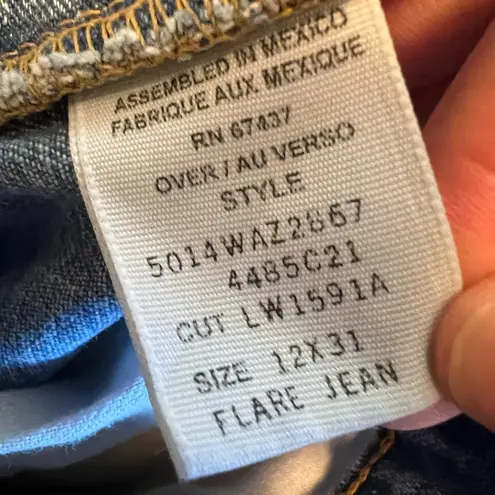 ASSEMBLED IN MEXICO
FABRIQUE AUX MEXIQUE
RN 67437
OVER / AU VERSO
STYLE
5014WAZ2867
4485C21
CUT LW1591A
SIZE 12X31
FLARE JEAN